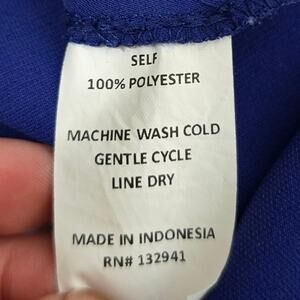 SELF
100% POLYESTER
MACHINE WASH COLD
GENTLE CYCLE
LINE DRY
MADE IN INDONESIA
RN# 132941